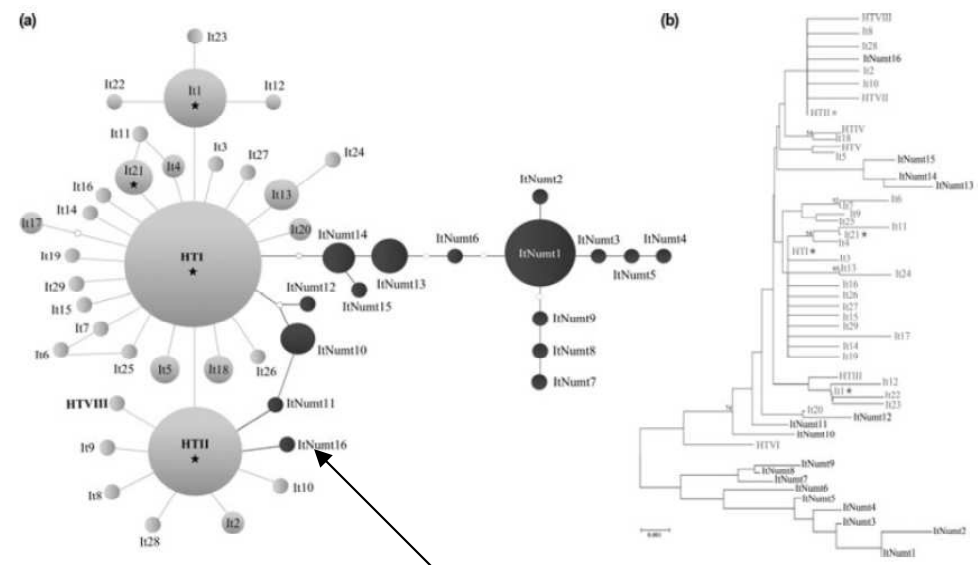 (a)
It23
It22
It1
It12
It11
It3
It27
It24
It21
It4
It13
It16
It14
It17
It20
It19
HTI
It29
It15
It7
It6
It25
It5
It18
It26
ItNumt14
ItNumt13
ItNumt15
ItNumt12
ItNumt6
ItNumt2
ItNumt1
ItNumt3
ItNumt4
ItNumt5
ItNumt9
ItNumt8
ItNumt7
ItNumt10
ItNumt11
HTVIII
It9
HTII
ItNumt16
It8
It10
It28
It2
(b)
HTVIII
It8
It28
ItNumt16
It2
It10
HTVII
HTII
HTIV
It18
HTV
It5
ItNumt15
ItNumt14
ItNumt13
It6
It7
It9
It25
It11
It21
It4
HTI
It3
It13
It24
It16
It26
It27
It15
It29
It17
It14
It19
HTIII
It12
It1
It22
It23
It20
ItNumt12
ItNumt11
ItNumt10
HTVI
ItNumt9
ItNumt8
ItNumt7
ItNumt6
ItNumt5
ItNumt4
ItNumt3
ItNumt2
ItNumt1
0.001